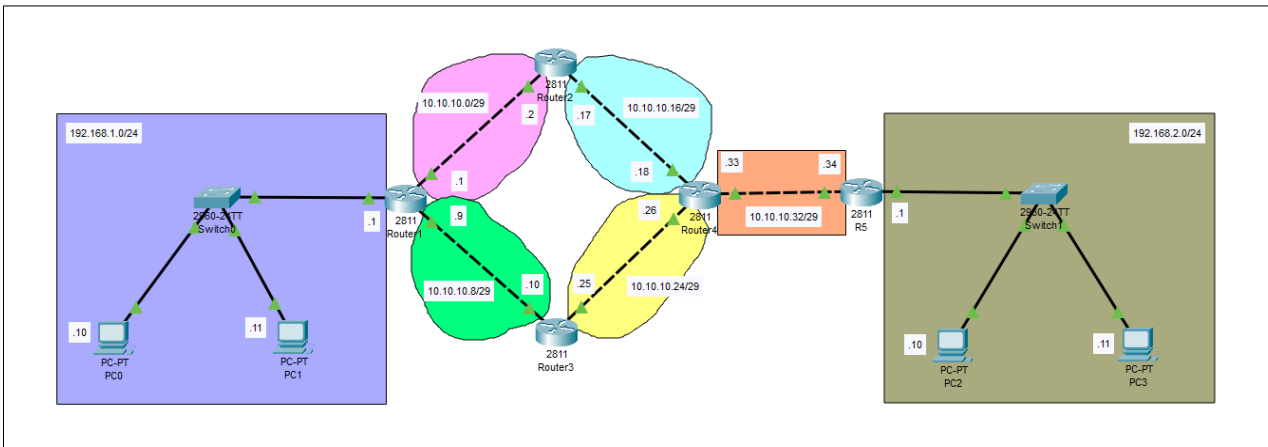 2811
Router2
10.10.10.0/29
10.10.10.16/29
.2
.17
192.168.1.0/24
192.168.2.0/24
.33
.34
.18
.1
2960-24TT
Switch0
.1
2811
Router1
.9
.26
2811
Router4
10.10.10.32/29
2811
R5
.1
2960-24TT
Switch1
10.10.10.8/29
.10
.25
10.10.10.24/29
2811
Router3
.10
PC-PT
PC0
.11
PC-PT
PC1
.10
PC-PT
PC2
.11
PC-PT
PC3